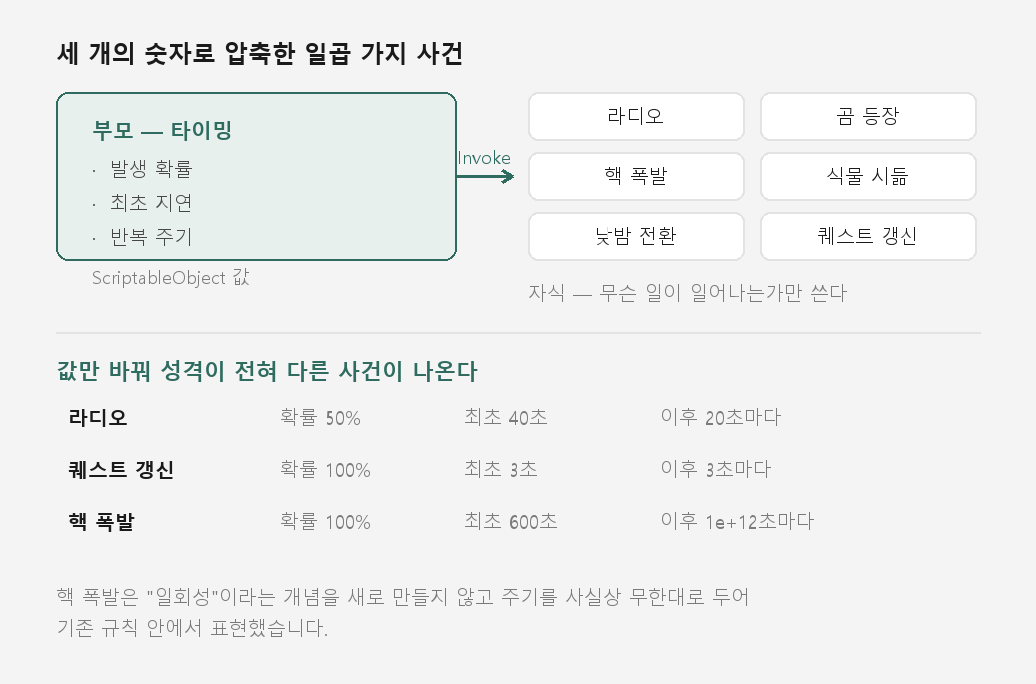 세 개의 숫자로 압축한 일곱 가지 사건
부모 — 타이밍
· 발생 확률
· 최초 지연
· 반복 주기
ScriptableObject 값
Invoke
라디오
곰 등장
핵 폭발
식물 시듦
낮밤 전환
퀘스트 갱신
자식 — 무슨 일이 일어나는가만 쓴다
값만 바꿔 성격이 전혀 다른 사건이 나온다
라디오 확률 50% 최초 40초 이후 20초마다
퀘스트 갱신 확률 100% 최초 3초 이후 3초마다
핵 폭발 확률 100% 최초 600초 이후 1e+12초마다
핵 폭발은 "일회성"이라는 개념을 새로 만들지 않고 주기를 사실상 무한대로 두어
기존 규칙 안에서 표현했습니다.